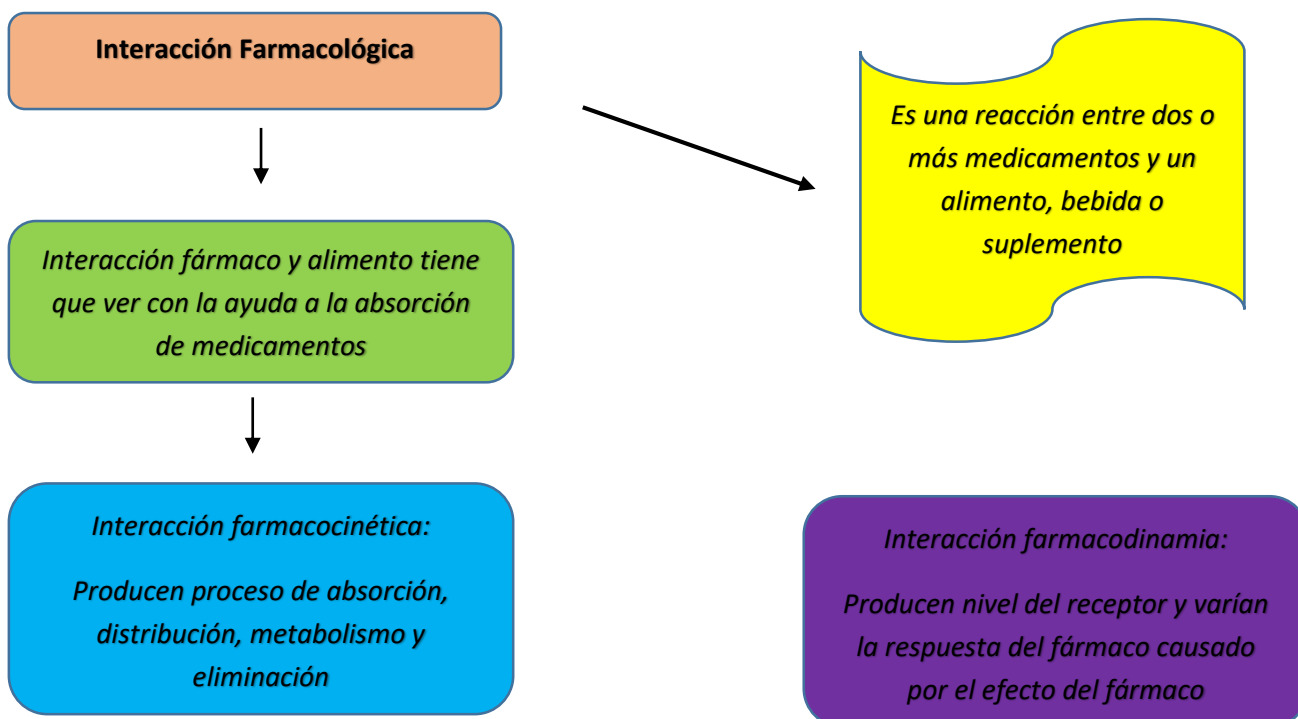 Interacción Farmacológica
Es una reacción entre dos o
más medicamentos y un
alimento, bebida o
suplemento
Interacción fármaco y alimento tiene
que ver con la ayuda a la absorción
de medicamentos
Interacción farmacocinética:
Producen proceso de absorción,
distribución, metabolismo y
eliminación
Interacción farmacodinamia:
Producen nivel del receptor y varían
la respuesta del fármaco causado
por el efecto del fármaco